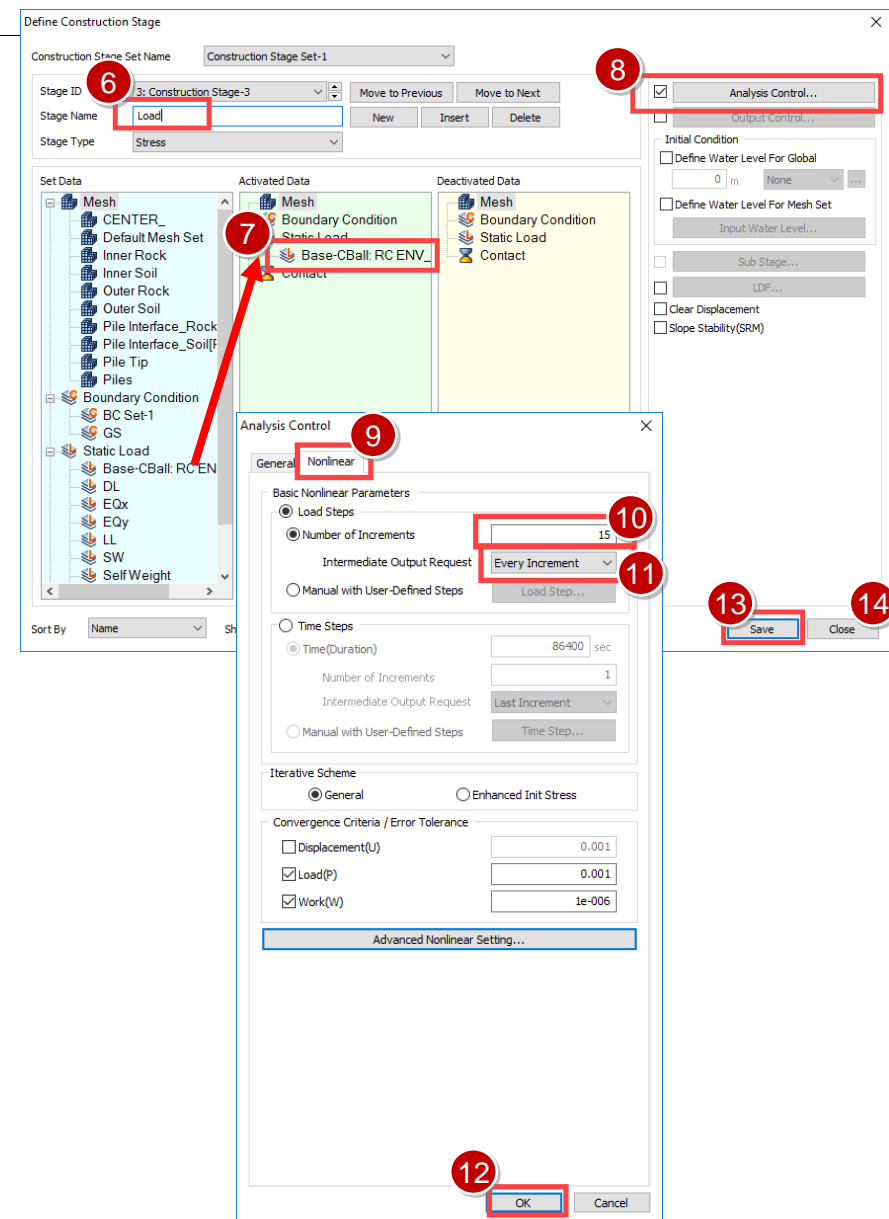 Define Construction Stage
Construction Stage Set Name Construction Stage Set-1
6
8
Stage ID 3: Construction Stage-3 Move to Previous Move to Next
Analysis Control...
Stage Name Load New Insert Delete
Output Control...
Stage Type Stress
Initial Condition
Define Water Level For Global
0 m None ...
Define Water Level For Mesh Set
Input Water Level...
Sub Stage...
LDF...
Clear Displacement
Slope Stability(SRM)
Set Data
Mesh
CENTER_
Default Mesh Set
Inner Rock
Inner Soil
Outer Rock
Outer Soil
Pile Interface_Rock
Pile Interface_Soil[F
Pile Tip
Piles
Boundary Condition
BC Set-1
GS
Static Load
Base-CBall: RC EN
DL
EQx
EQy
LL
SW
Self Weight
Activated Data
Mesh
Boundary Condition
7
Static Load
Base-CBall: RC ENV_
Contact
Deactivated Data
Mesh
Boundary Condition
Static Load
Contact
Sort By Name Sh
13
14
Save Close
Analysis Control
9
General Nonlinear
Basic Nonlinear Parameters
Load Steps
10
Number of Increments 15
Intermediate Output Request Every Increment
11
Manual with User-Defined Steps Load Step...
Time Steps
Time(Duration) 86400 sec
Number of Increments 1
Intermediate Output Request Last Increment
Manual with User-Defined Steps Time Step...
Iterative Scheme
General Enhanced Init Stress
Convergence Criteria / Error Tolerance
Displacement(U) 0.001
Load(P) 0.001
Work(W) 1e-006
Advanced Nonlinear Setting...
12
OK Cancel